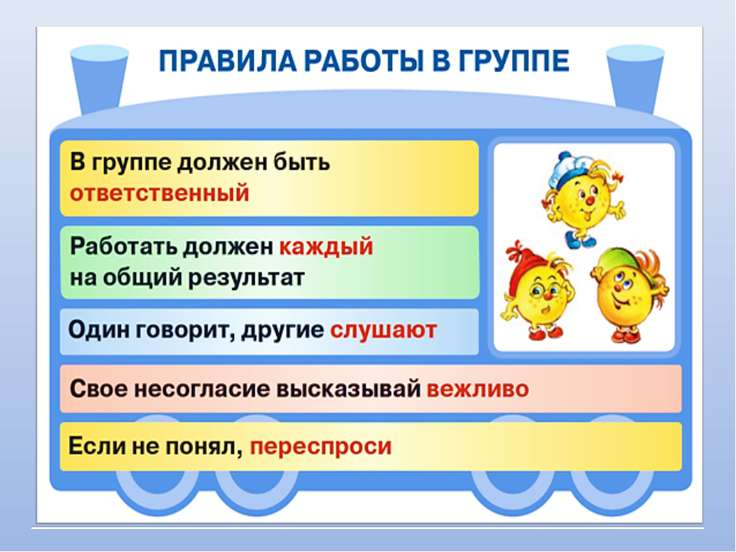 ПРАВИЛА РАБОТЫ В ГРУППЕ
В группе должен быть
ответственный
Работать должен каждый
на общий результат
Один говорит, другие слушают
Свое несогласие высказывай вежливо
Если не понял, переспроси